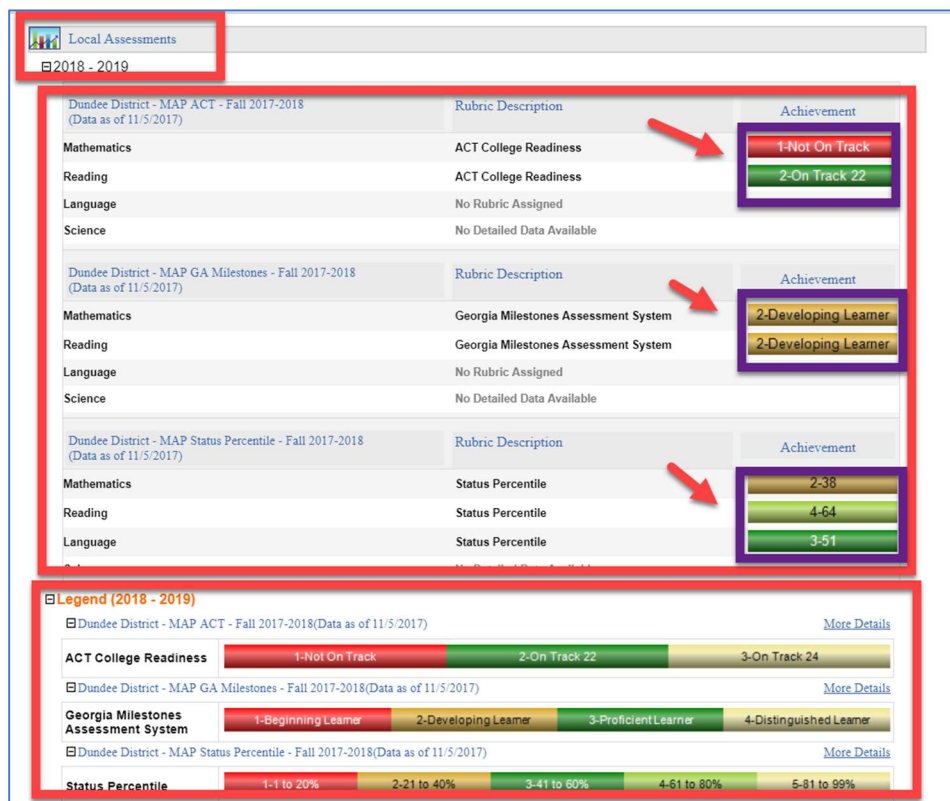 Local Assessments
2018 - 2019
Dundee District - MAP ACT - Fall 2017-2018 Rubric Description Achievement
(Data as of 11/5/2017)
Mathematics ACT College Readiness 1-Not On Track
Reading ACT College Readiness 2-On Track 22
Language No Rubric Assigned
Science No Detailed Data Available
Dundee District - MAP GA Milestones - Fall 2017-2018 Rubric Description Achievement
(Data as of 11/5/2017)
Mathematics Georgia Milestones Assessment System 2-Developing Learner
Reading Georgia Milestones Assessment System 2-Developing Learner
Language No Rubric Assigned
Science No Detailed Data Available
Dundee District - MAP Status Percentile - Fall 2017-2018 Rubric Description Achievement
(Data as of 11/5/2017)
Mathematics Status Percentile 2-38
Reading Status Percentile 4-64
Language Status Percentile 3-51
Legend (2018 - 2019)
Dundee District - MAP ACT - Fall 2017-2018(Data as of 11/5/2017) More Details
ACT College Readiness 1-Not On Track 2-On Track 22 3-On Track 24
Dundee District - MAP GA Milestones - Fall 2017-2018(Data as of 11/5/2017) More Details
Georgia Milestones
Assessment System 1-Beginning Learner 2-Developing Learner 3-Proficient Learner 4-Distinguished Learner
Dundee District - MAP Status Percentile - Fall 2017-2018(Data as of 11/5/2017) More Details
Status Percentile 1-1 to 20% 2-21 to 40% 3-41 to 60% 4-61 to 80% 5-81 to 99%